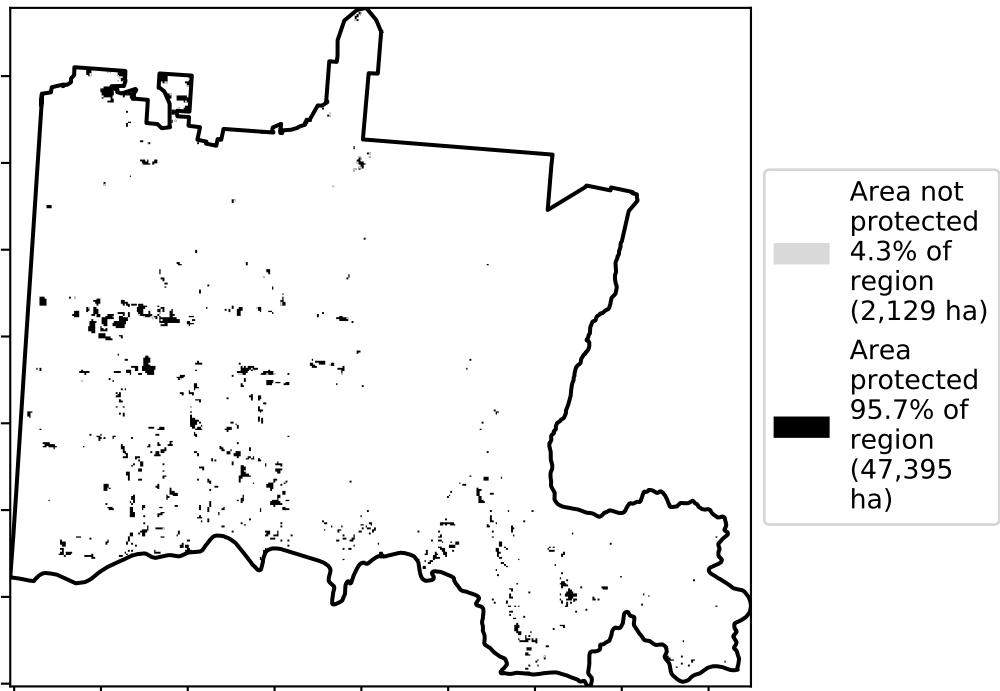 Area not
protected
4.3% of
region
(2,129 ha)
Area
protected
95.7% of
region
(47,395
ha)